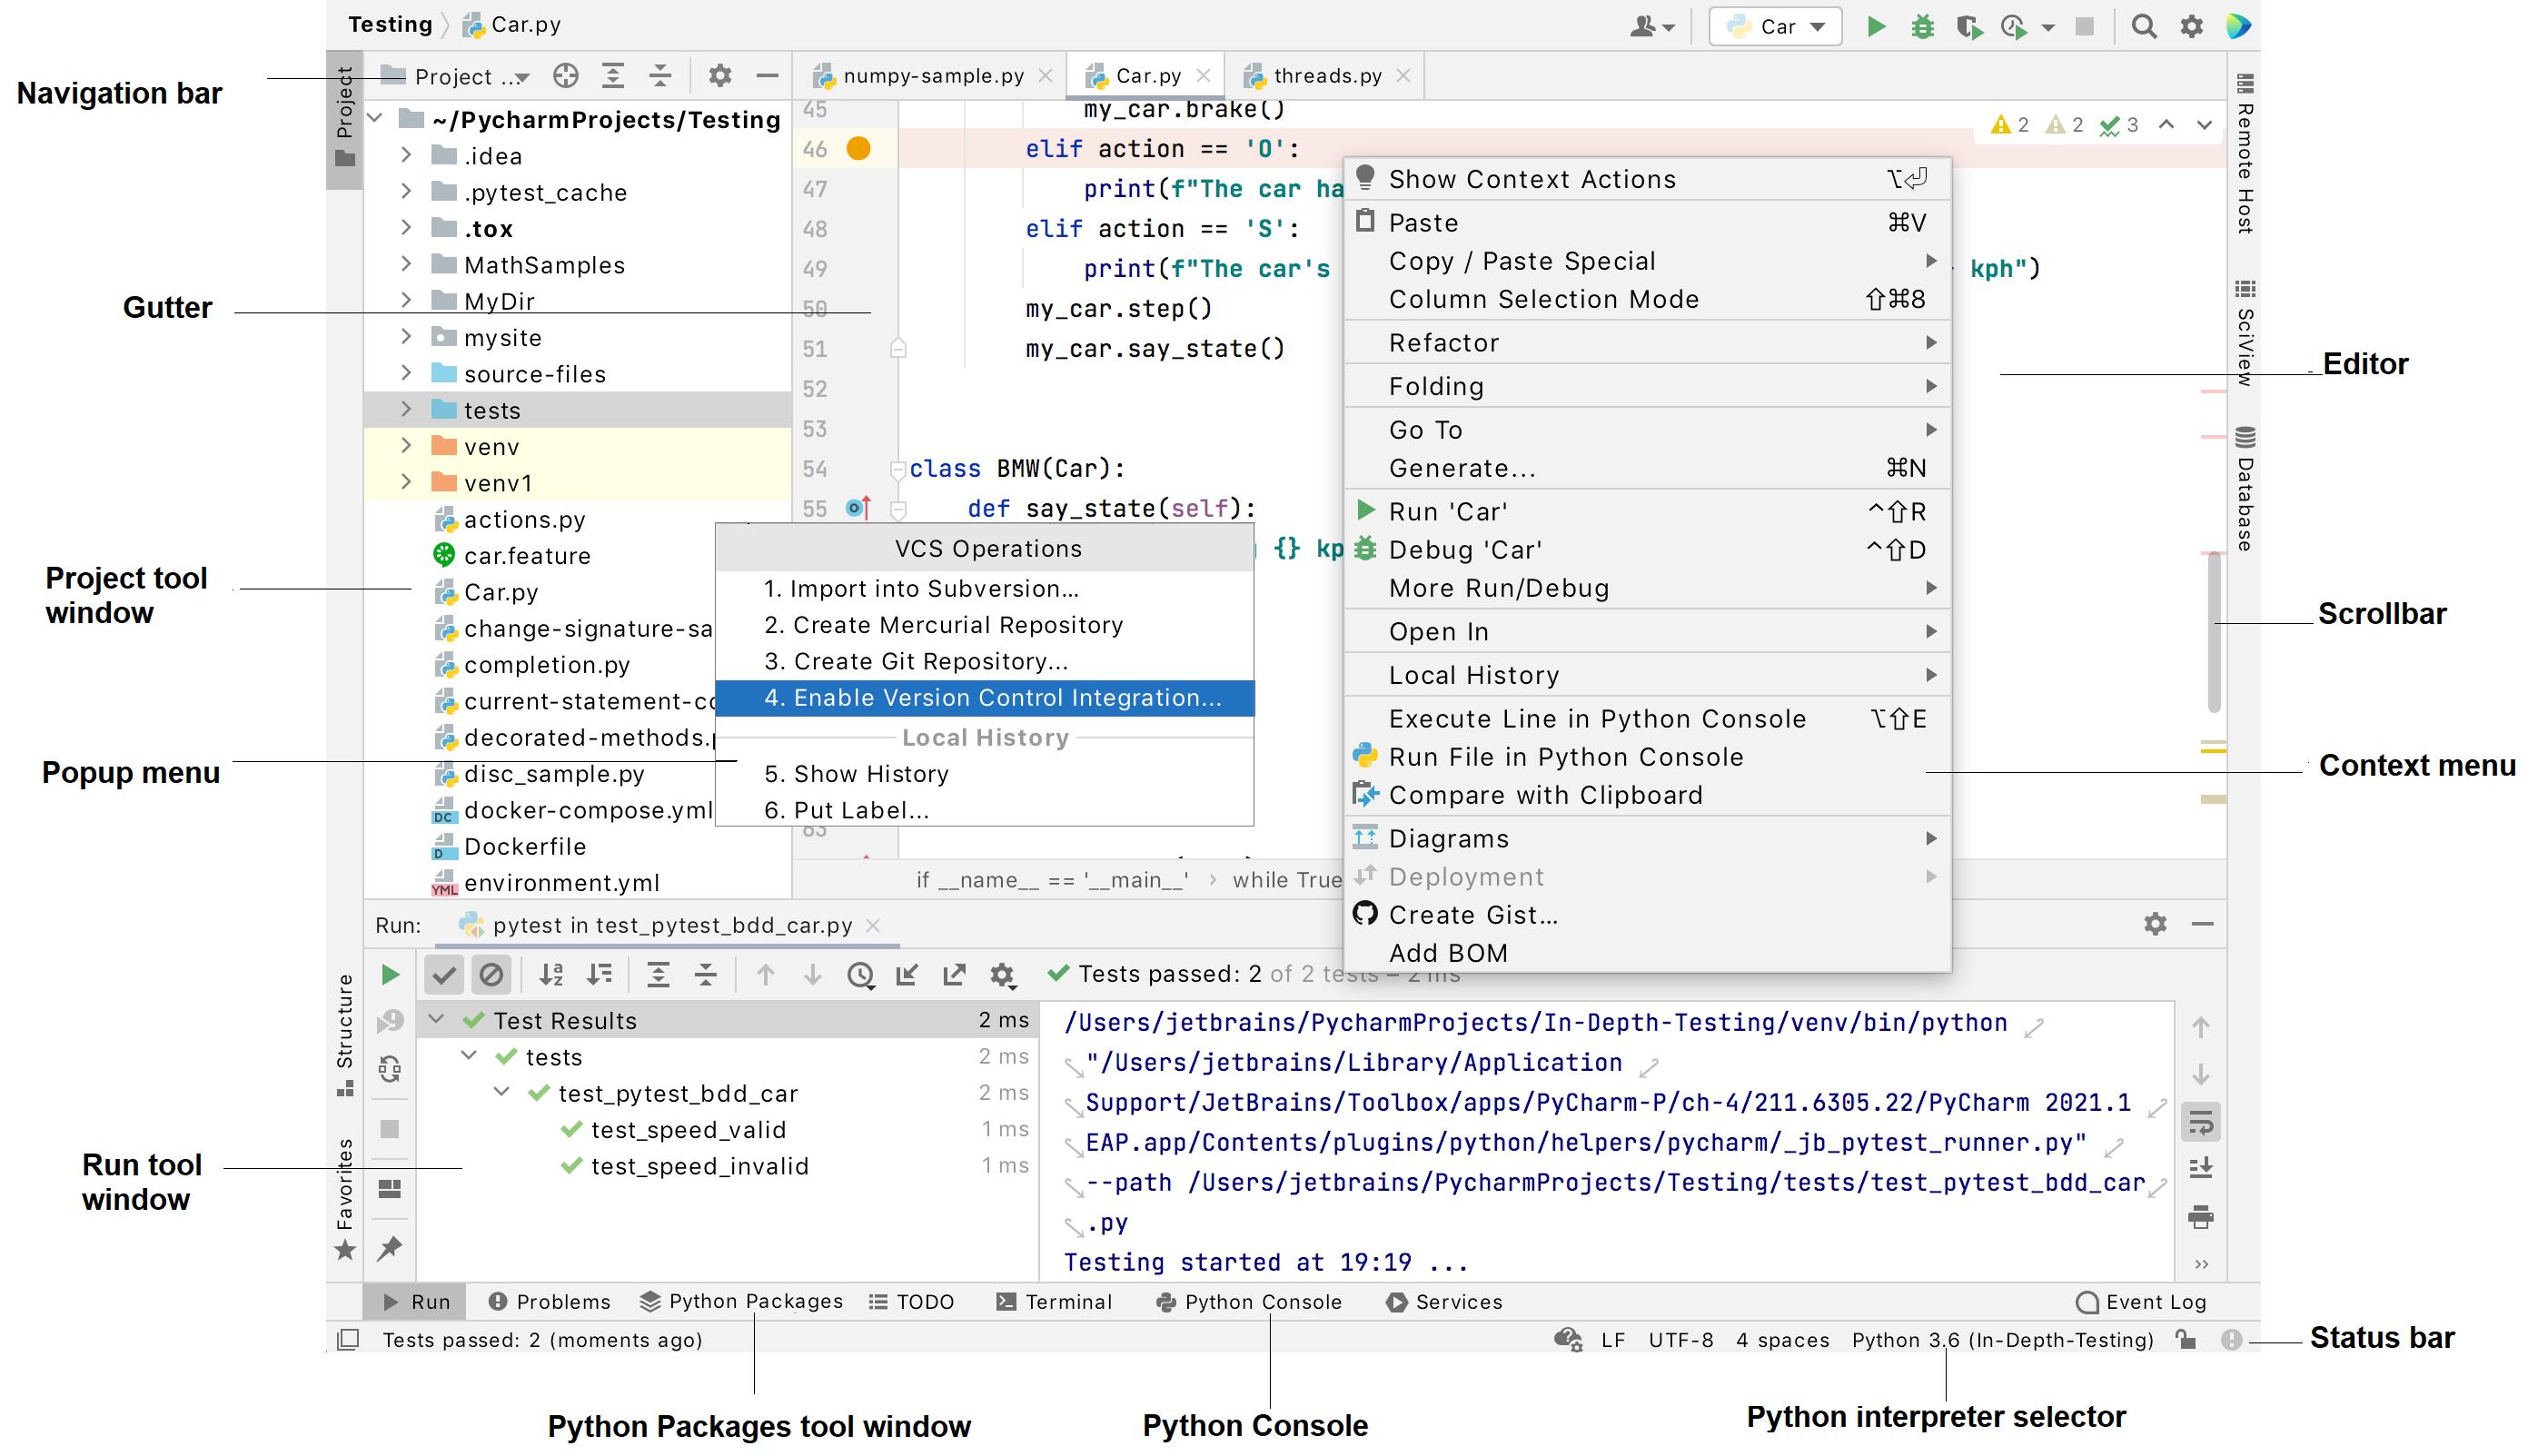 Testing
Car.py
Car
Navigation bar
Gutter
Project tool
window
Popup menu
Run tool
window
Project
Structure
Favorites
Project ...
~/PycharmProjects/Testing
.idea
.pytest_cache
.tox
MathSamples
MyDir
mysite
source-files
tests
venv
venv1
actions.py
car.feature
Car.py
change-signature-sa
completion.py
current-statement-co
decorated-methods.p
disc_sample.py
DC docker-compose.yml
D Dockerfile
YML environment.yml
numpy-sample.py
Car.py
threads.py
2 2 3
45 my_car.brake()
46 elif action == 'O':
47 print(f"The car ha
48 elif action == 'S':
49 print(f"The car's kph")
50 my_car.step()
51 my_car.say_state()
52
53
54 class BMW(Car):
55 def say_state(self):
{} kp
63
if __name__ == '__main__' › while True
VCS Operations
1. Import into Subversion...
2. Create Mercurial Repository
3. Create Git Repository...
4. Enable Version Control Integration...
Local History
5. Show History
6. Put Label...
Show Context Actions ⌥⏎
Paste ⌘V
Copy / Paste Special
Column Selection Mode ⇧⌘8
Refactor
Folding
Go To
Generate... ⌘N
Run 'Car' ^⇧R
Debug 'Car' ^⇧D
More Run/Debug
Open In
Local History
Execute Line in Python Console ⌥⇧E
Run File in Python Console
Compare with Clipboard
Diagrams
Deployment
Create Gist...
Add BOM
Remote Host
SciView
Database
Editor
Scrollbar
Context menu
Run:
pytest in test_pytest_bdd_car.py
Tests passed: 2 of 2 tests – 2 ms
Test Results 2 ms
tests 2 ms
test_pytest_bdd_car 2 ms
test_speed_valid 1 ms
test_speed_invalid 1 ms
/Users/jetbrains/PycharmProjects/In-Depth-Testing/venv/bin/python
"/Users/jetbrains/Library/Application
Support/JetBrains/Toolbox/apps/PyCharm-P/ch-4/211.6305.22/PyCharm 2021.1
EAP.app/Contents/plugins/python/helpers/pycharm/_jb_pytest_runner.py"
--path /Users/jetbrains/PycharmProjects/Testing/tests/test_pytest_bdd_car
.py
Testing started at 19:19 ...
Run
Problems
Python Packages
TODO
Terminal
Python Console
Services
Event Log
Tests passed: 2 (moments ago)
LF UTF-8 4 spaces Python 3.6 (In-Depth-Testing)
Status bar
Python Packages tool window
Python Console
Python interpreter selector